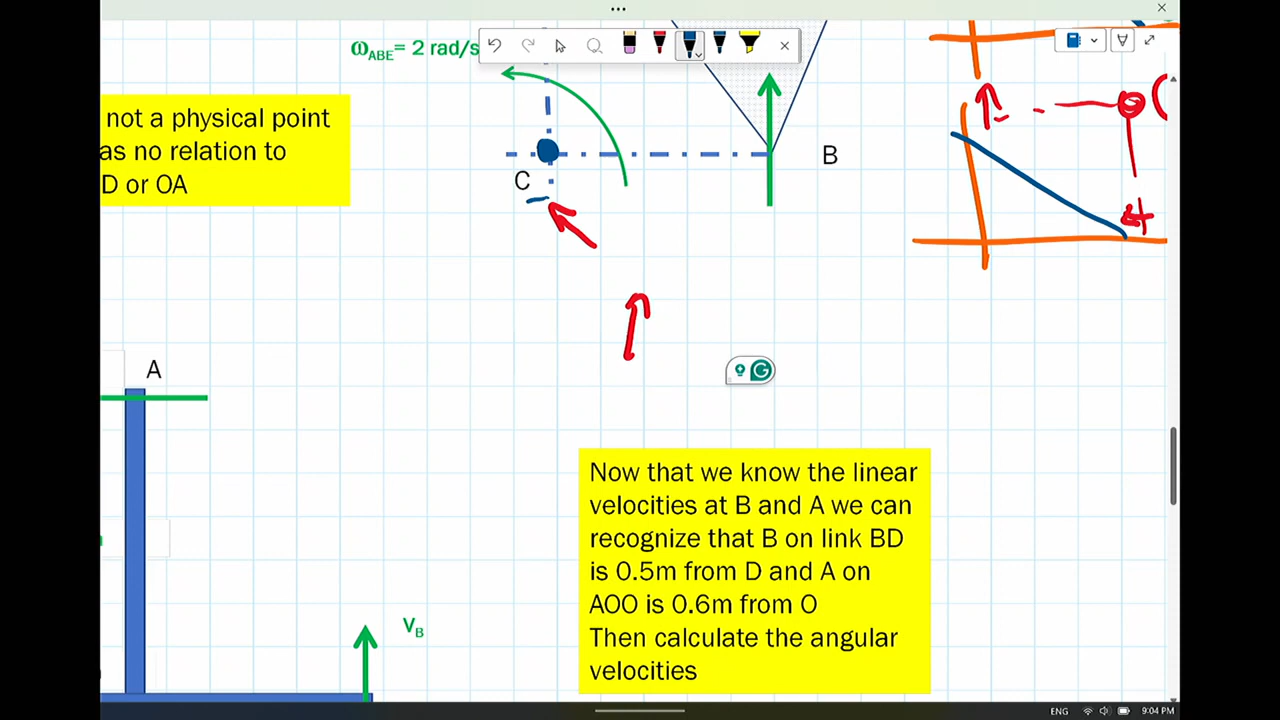 ωABE= 2 rad/s
not a physical point
as no relation to
D or OA
B
C
A
Now that we know the linear
velocities at B and A we can
recognize that B on link BD
is 0.5m from D and A on
AOO is 0.6m from O
Then calculate the angular
velocities
VB
ENG
9:04 PM